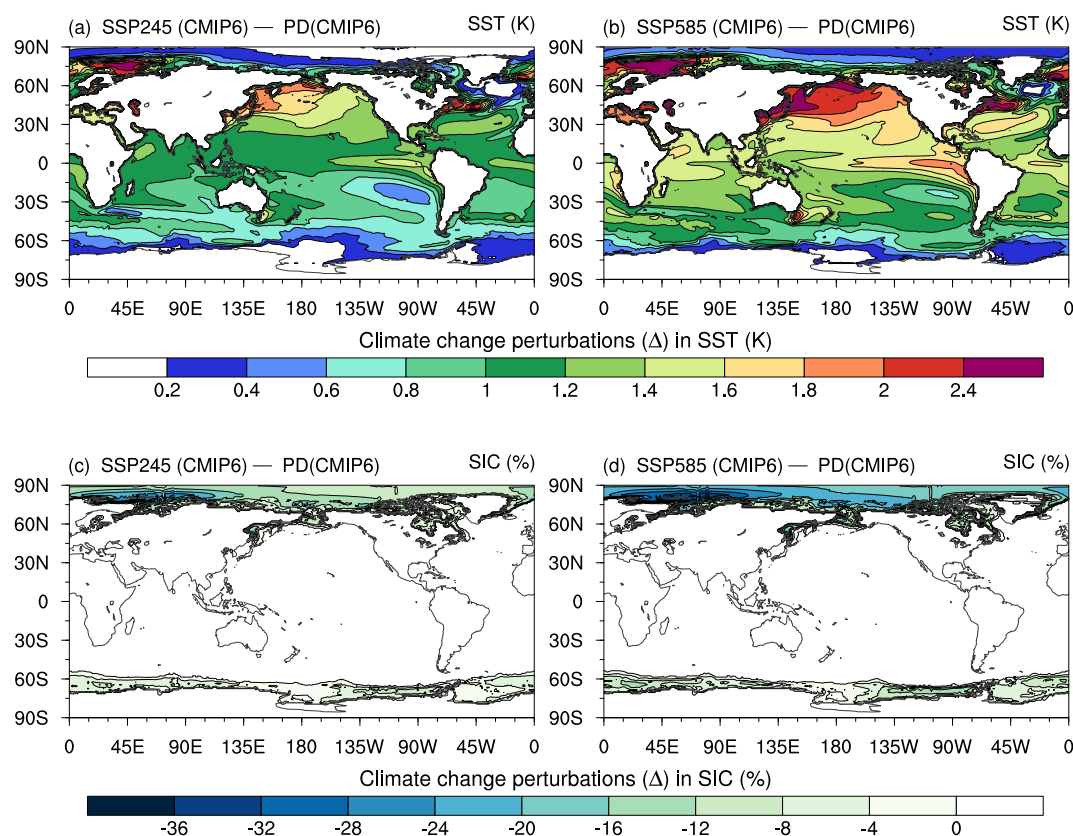 (a) SSP245 (CMIP6) — PD(CMIP6) SST (K)
(b) SSP585 (CMIP6) — PD(CMIP6) SST (K)
90N
60N
30N
0
30S
60S
90S
0 45E 90E 135E 180 135W 90W 45W 0
90N
60N
30N
0
30S
60S
90S
0 45E 90E 135E 180 135W 90W 45W 0
Climate change perturbations (Δ) in SST (K)
0.2 0.4 0.6 0.8 1 1.2 1.4 1.6 1.8 2 2.4
(c) SSP245 (CMIP6) — PD(CMIP6) SIC (%)
(d) SSP585 (CMIP6) — PD(CMIP6) SIC (%)
90N
60N
30N
0
30S
60S
90S
0 45E 90E 135E 180 135W 90W 45W 0
90N
60N
30N
0
30S
60S
90S
0 45E 90E 135E 180 135W 90W 45W 0
Climate change perturbations (Δ) in SIC (%)
-36 -32 -28 -24 -20 -16 -12 -8 -4 0